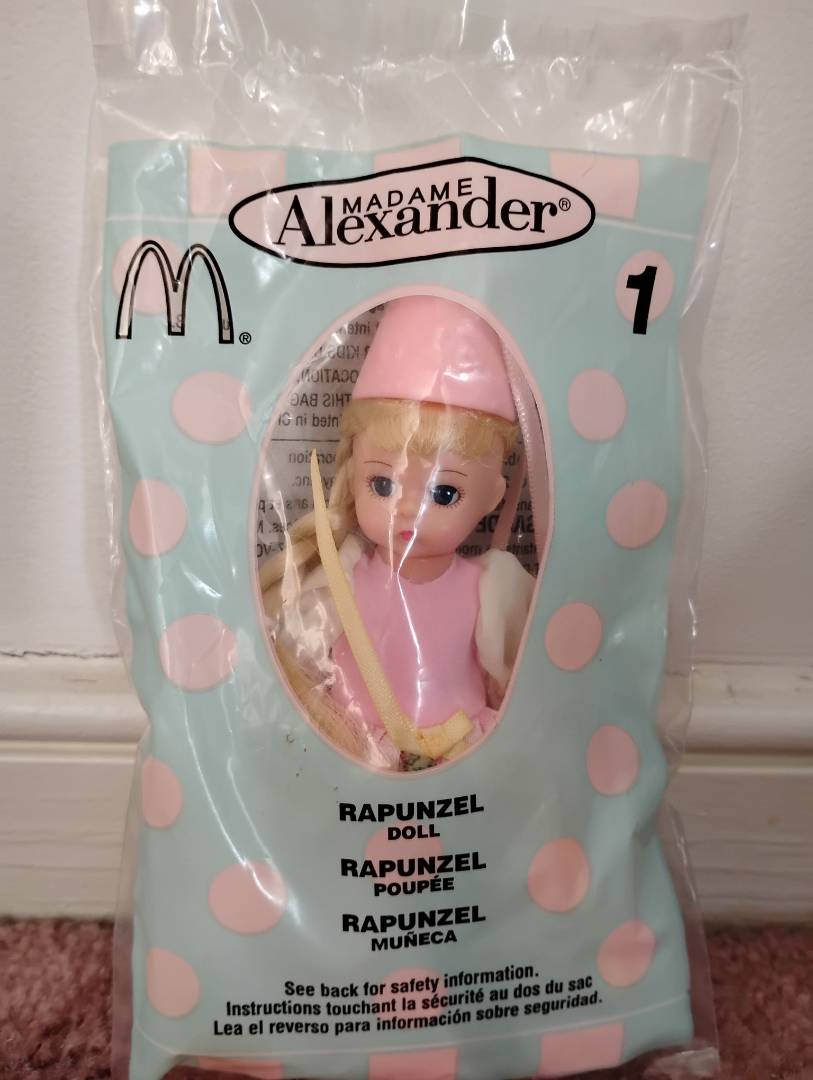 MADAME
Alexander®
M®
1
RAPUNZEL
DOLL
RAPUNZEL
POUPÉE
RAPUNZEL
MUÑECA
See back for safety information.
Instructions touchant la sécurité au dos du sac
Lea el reverso para información sobre seguridad.